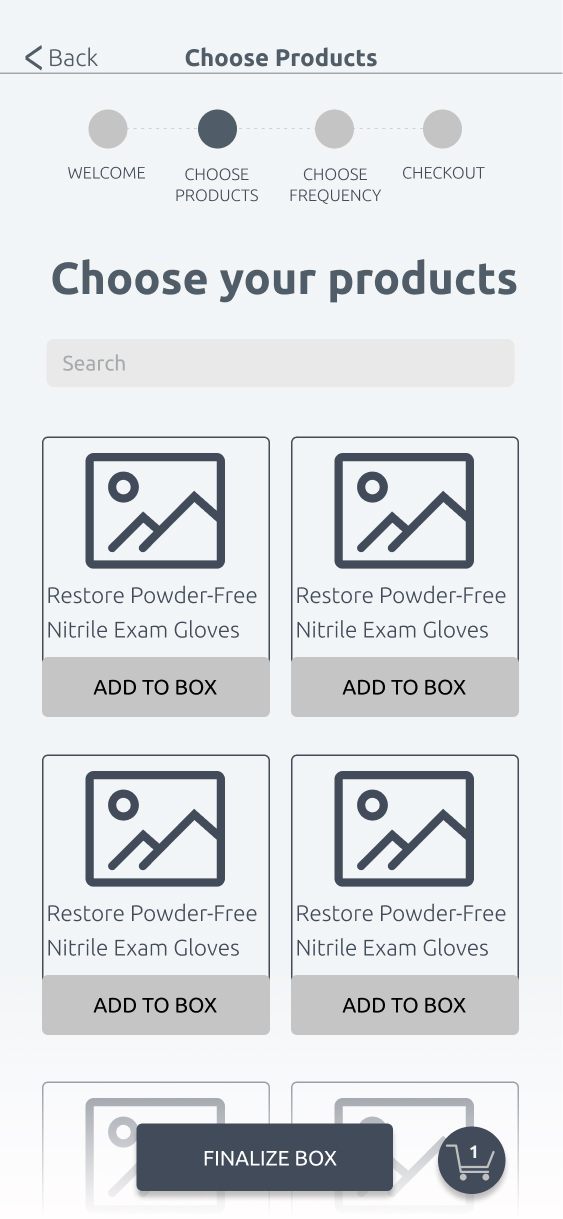 Back
Choose Products
WELCOME
CHOOSE
PRODUCTS
CHOOSE
FREQUENCY
CHECKOUT
Choose your products
Search
Restore Powder-Free
Nitrile Exam Gloves
ADD TO BOX
Restore Powder-Free
Nitrile Exam Gloves
ADD TO BOX
Restore Powder-Free
Nitrile Exam Gloves
ADD TO BOX
Restore Powder-Free
Nitrile Exam Gloves
ADD TO BOX
FINALIZE BOX
1